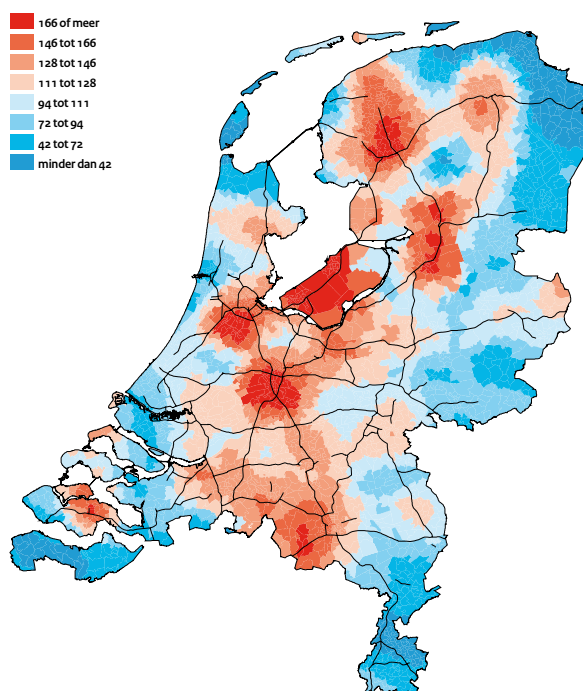 166 of meer
146 tot 166
128 tot 146
111 tot 128
94 tot 111
72 tot 94
42 tot 72
minder dan 42